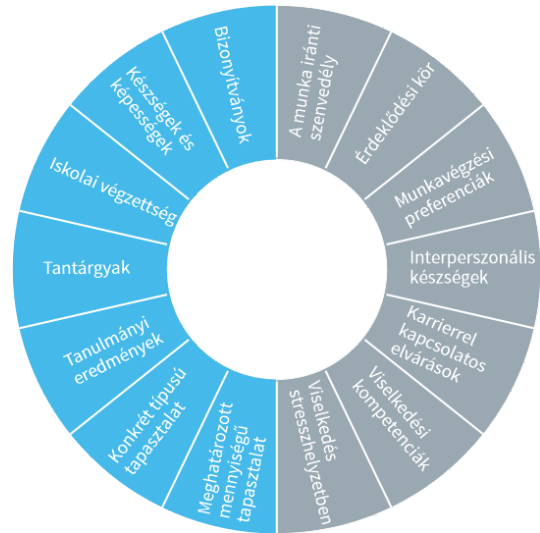 A munka iránti
szenvedély
Érdeklődési kör
Munkavégzési
preferenciák
Interperszonális
készségek
Karrierrel
kapcsolatos
elvárások
Viselkedési
kompetenciák
Viselkedés
stresszhelyzetben
Meghatározott
mennyiségű
tapasztalat
Konkrét típusú
tapasztalat
Tanulmányi
eredmények
Tantárgyak
Iskolai végzettség
Készségek és
képességek
Bizonyítványok